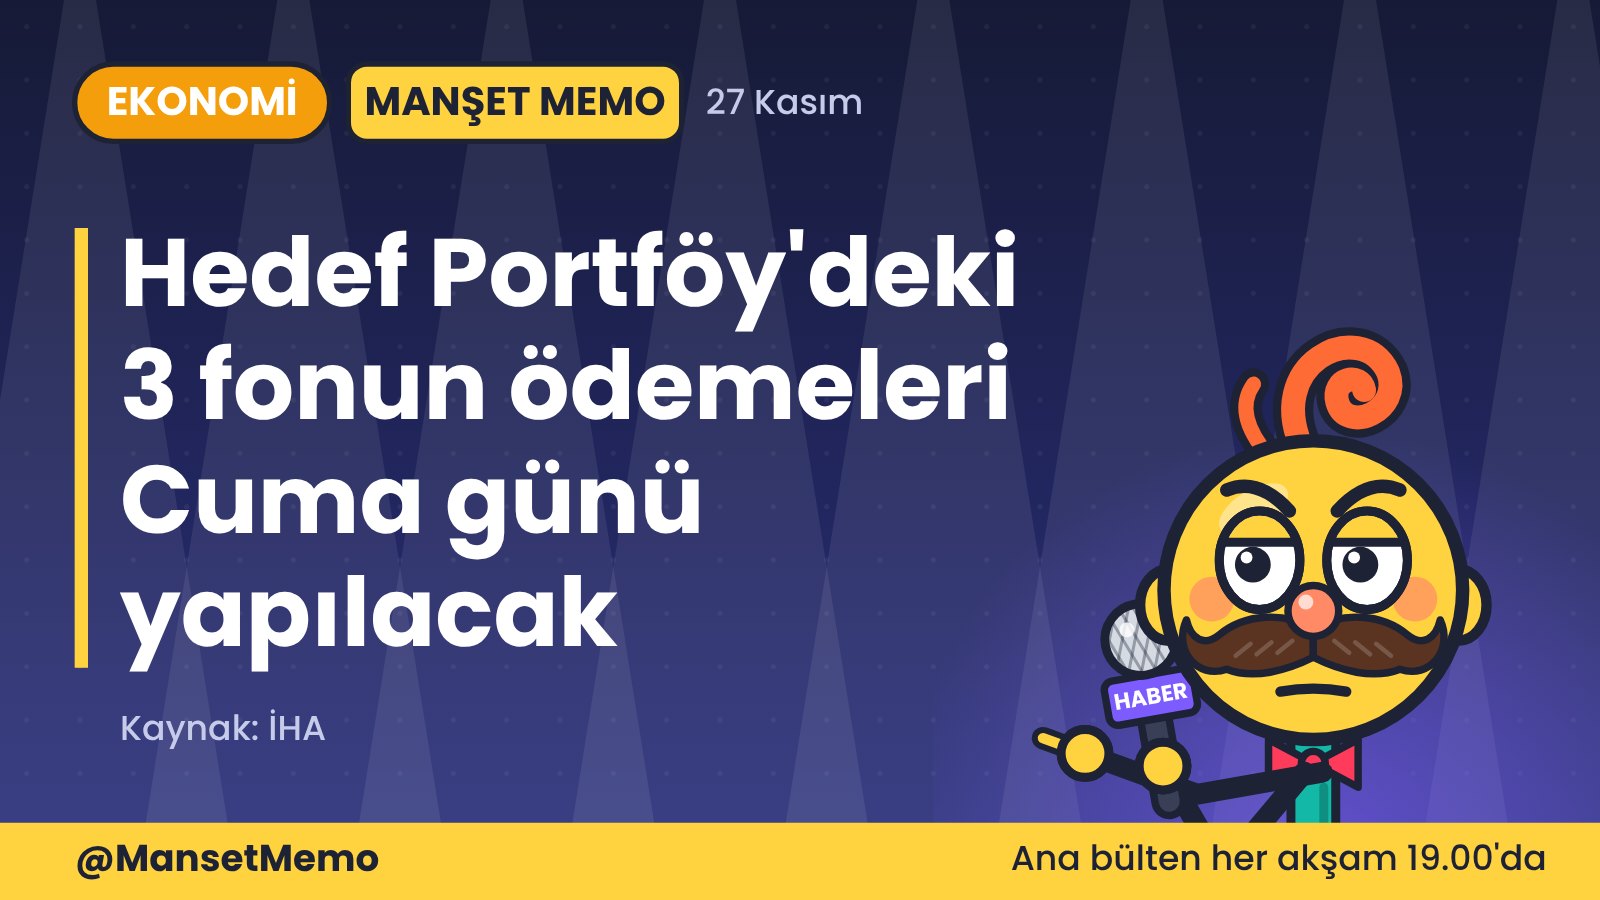 EKONOMİ MANŞET MEMO 27 Kasım
Hedef Portföy'deki
3 fonun ödemeleri
Cuma günü
yapılacak
Kaynak: İHA
HABER
@MansetMemo Ana bülten her akşam 19.00'da